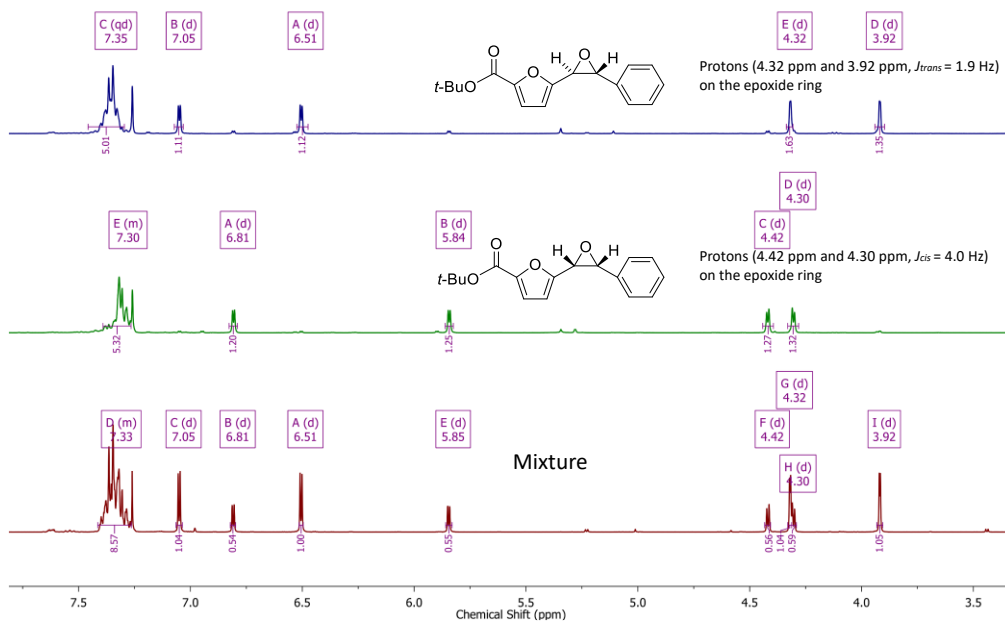 C (qd) B (d) A (d) E (d) D (d)
7.35 7.05 6.51 4.32 3.92
H O H
O
O
t-BuO
Protons (4.32 ppm and 3.92 ppm, Jtrans = 1.9 Hz)
on the epoxide ring
5.01 1.11 1.12 1.63 1.35
D (d)
4.30
E (m) A (d) B (d) C (d)
7.30 6.81 5.84 4.42
H O H
O
O
t-BuO
Protons (4.42 ppm and 4.30 ppm, Jcis = 4.0 Hz)
on the epoxide ring
5.32 1.20 1.25 1.27 1.32
G (d)
4.32
D (m) C (d) B (d) A (d) E (d) F (d) I (d)
7.33 7.05 6.81 6.51 5.85 4.42 3.92
Mixture
H (d)
4.30
8.57 1.04 0.54 1.00 0.55 0.56 1.04 0.59 1.05
7.5 7.0 6.5 6.0 5.5 5.0 4.5 4.0 3.5
Chemical Shift (ppm)